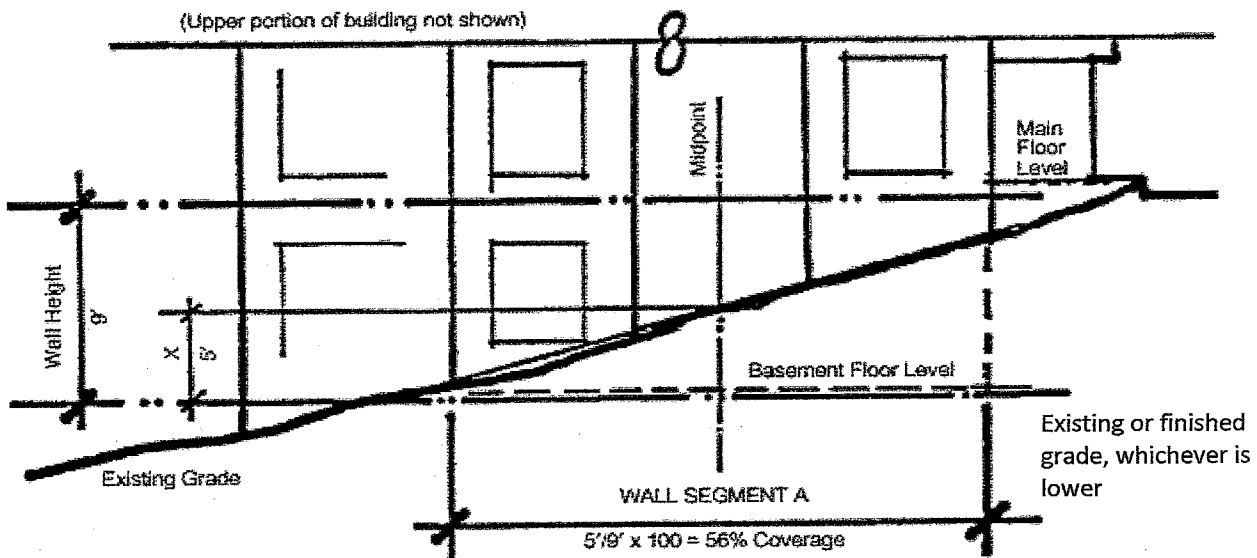 (Upper portion of building not shown)
8
Midpoint
Main
Floor
Level
Wall Height
9'
X
5'
Basement Floor Level
Existing Grade
Existing or finished
grade, whichever is
lower
WALL SEGMENT A
5'/9' x 100 = 56% Coverage